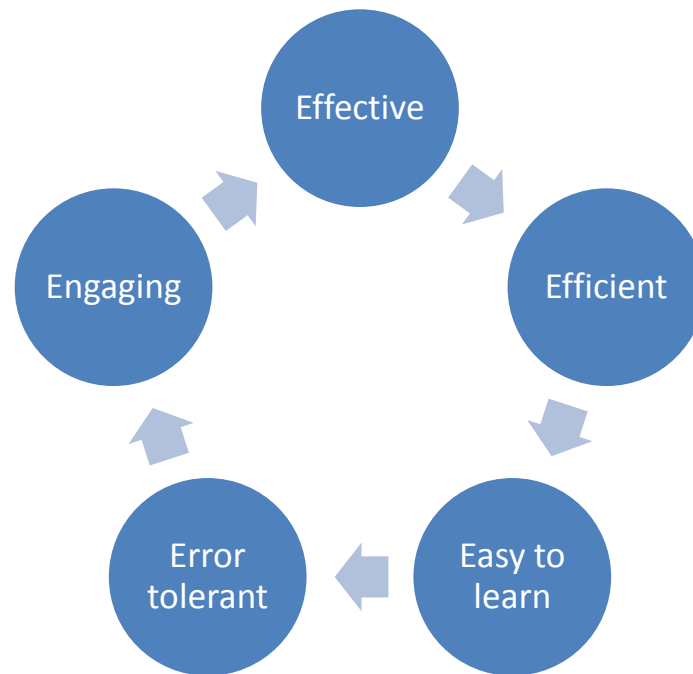 Effective
Efficient
Easy to
learn
Error
tolerant
Engaging